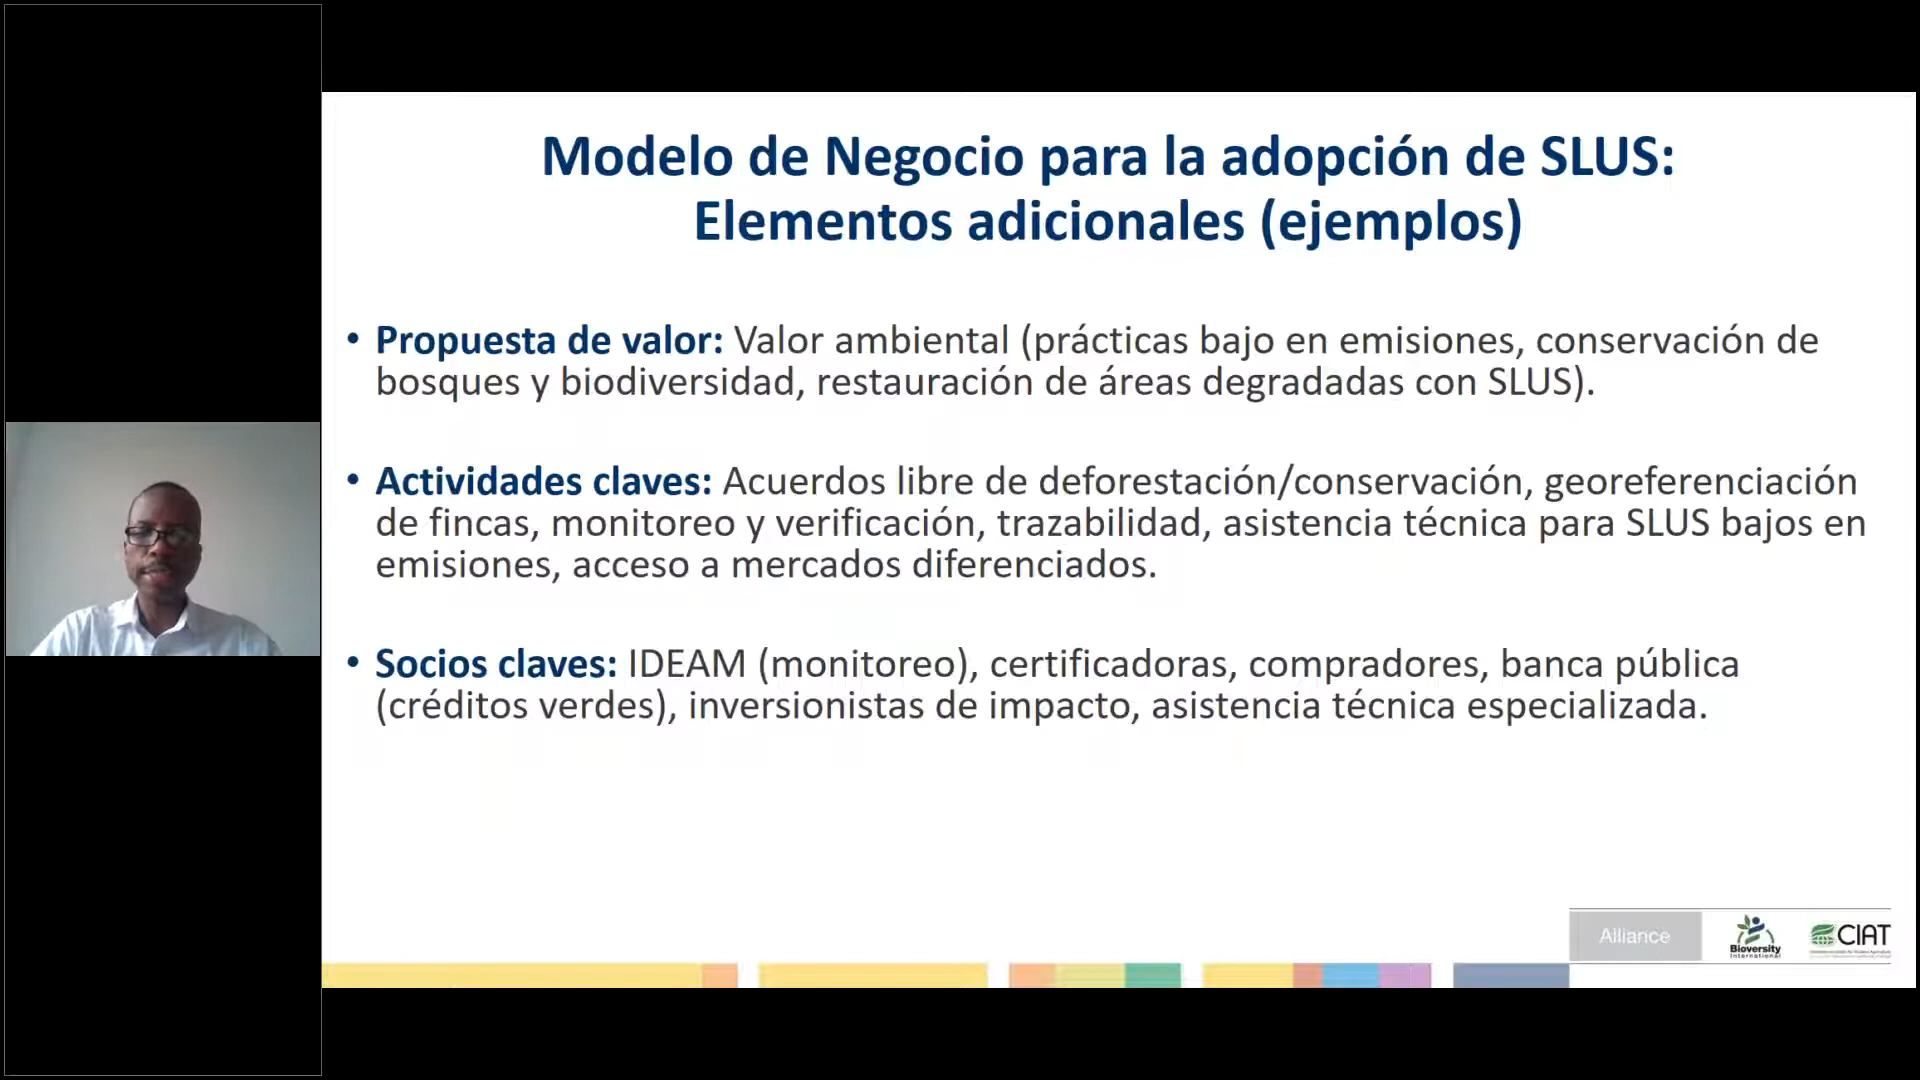 Modelo de Negocio para la adopción de SLUS:
Elementos adicionales (ejemplos)
• Propuesta de valor: Valor ambiental (prácticas bajo en emisiones, conservación de
bosques y biodiversidad, restauración de áreas degradadas con SLUS).
• Actividades claves: Acuerdos libre de deforestación/conservación, georeferenciación
de fincas, monitoreo y verificación, trazabilidad, asistencia técnica para SLUS bajos en
emisiones, acceso a mercados diferenciados.
• Socios claves: IDEAM (monitoreo), certificadoras, compradores, banca pública
(créditos verdes), inversionistas de impacto, asistencia técnica especializada.
Alliance
Bioversity
International
CIAT